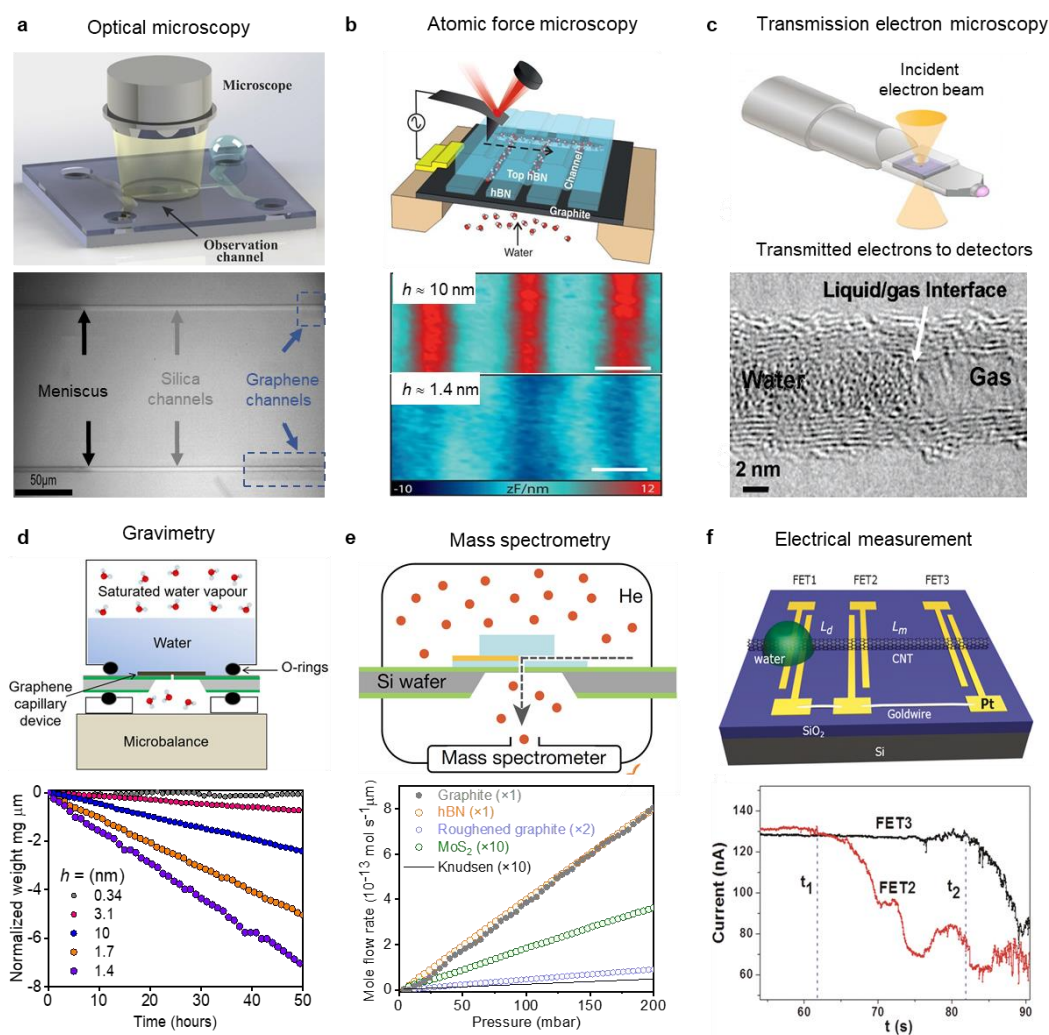 a Optical microscopy
Microscope
Observation
channel
Meniscus
Silica
channels
Graphene
channels
50μm
b Atomic force microscopy
Top hBN
Channel
hBN
Graphite
Water
h ≈ 10 nm
h ≈ 1.4 nm
-10 zF/nm 12
c Transmission electron microscopy
Incident
electron beam
Transmitted electrons to detectors
Liquid/gas Interface
Water
Gas
2 nm
d Gravimetry
Saturated water vapour
Water
O-rings
Graphene
capillary
device
Microbalance
Normalized weight mg μm
0
-2
-4
-6
-8
h = (nm)
0.34
3.1
10
1.7
1.4
0 10 20 30 40 50
Time (hours)
e Mass spectrometry
He
Si wafer
Mass spectrometer
Mole flow rate (10⁻¹³ mol s⁻¹ μm)
10
8
6
4
2
0
Graphite (×1)
hBN (×1)
Roughened graphite (×2)
MoS₂ (×10)
Knudsen (×10)
0 50 100 150 200
Pressure (mbar)
f Electrical measurement
FET1 FET2 FET3
Ld Lm
water
CNT
Pt
Goldwire
SiO₂
Si
Current (nA)
150
120
90
60
FET3
FET2
t₁
t₂
60 70 80 90
t (s)